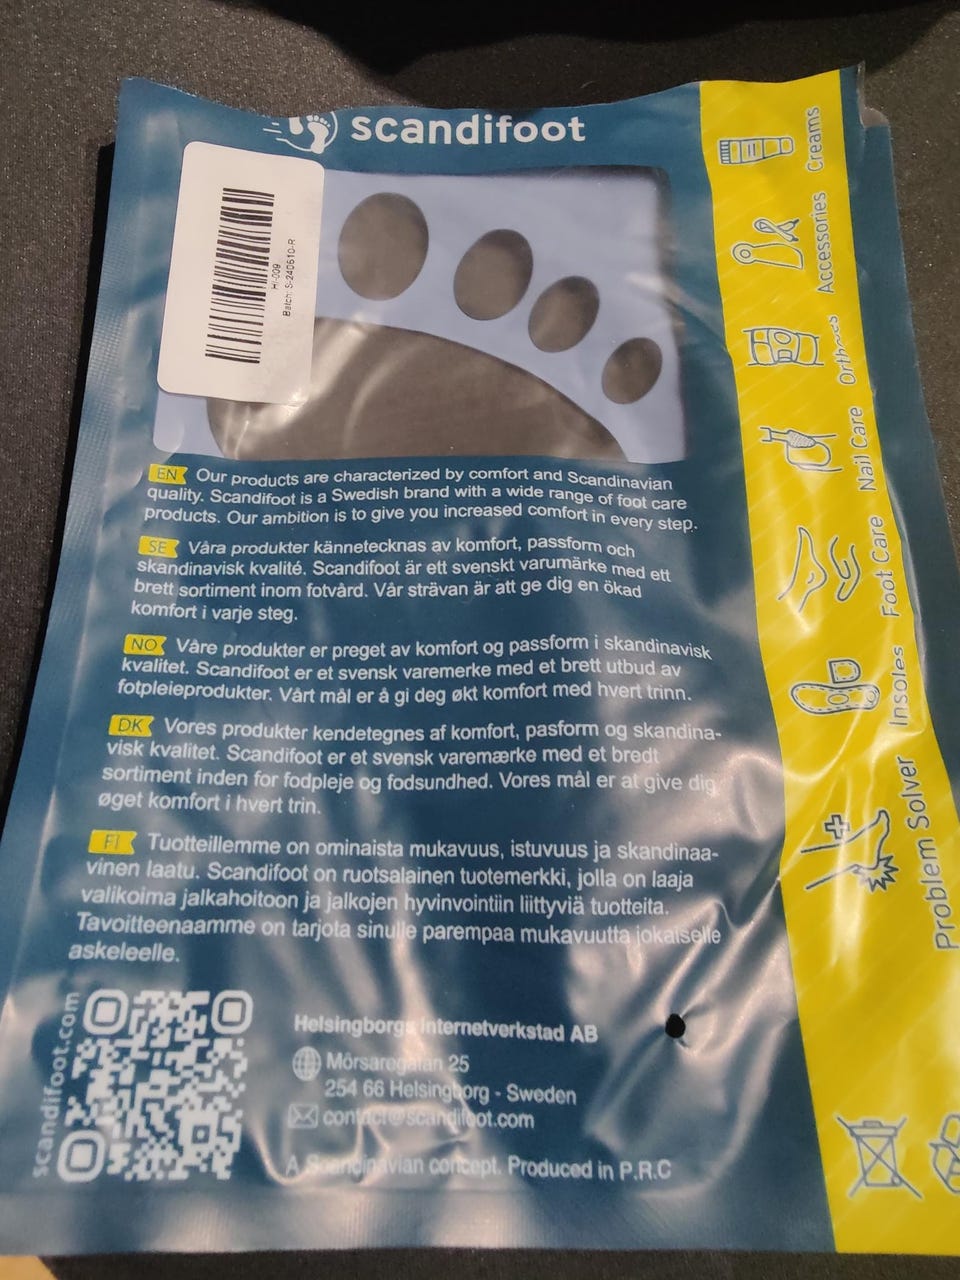 scandifoot
HI-009
Batch: S-240610-R
EN Our products are characterized by comfort and Scandinavian
quality. Scandifoot is a Swedish brand with a wide range of foot care
products. Our ambition is to give you increased comfort in every step.
SE Våra produkter kännetecknas av komfort, passform och
skandinavisk kvalité. Scandifoot är ett svenskt varumärke med ett
brett sortiment inom fotvård. Vår strävan är att ge dig en ökad
komfort i varje steg.
NO Våre produkter er preget av komfort og passform i skandinavisk
kvalitet. Scandifoot er et svensk varemerke med et brett utbud av
fotpleieprodukter. Vårt mål er å gi deg økt komfort med hvert trinn.
DK Vores produkter kendetegnes af komfort, pasform og skandina-
visk kvalitet. Scandifoot er et svensk varemærke med et bredt
sortiment inden for fodpleje og fodsundhed. Vores mål er at give dig
øget komfort i hvert trin.
FI Tuotteillemme on ominaista mukavuus, istuvuus ja skandinaa-
vinen laatu. Scandifoot on ruotsalainen tuotemerkki, jolla on laaja
valikoima jalkahoitoon ja jalkojen hyvinvointiin liittyviä tuotteita.
Tavoitteenaamme on tarjota sinulle parempaa mukavuutta jokaiselle
askeleelle.
scandifoot.com
Helsingborgs Internetverkstad AB
Mörsaregatan 25
254 66 Helsingborg - Sweden
contact@scandifoot.com
A Scandinavian concept. Produced in P.R.C
Creams
Accessories
Nail Care
Foot Care
Insoles
Problem Solver